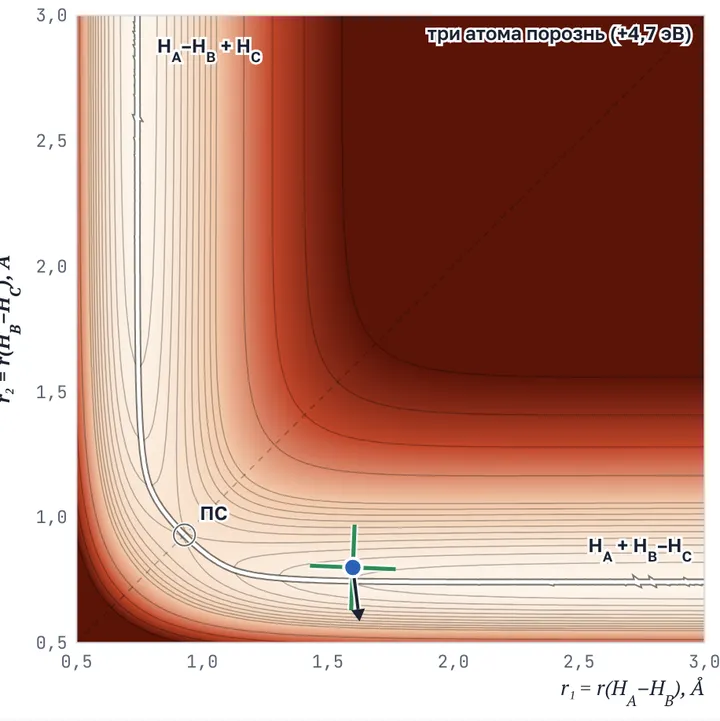 3,0
три атома порознь (+4,7 эВ)
H_A–H_B + H_C
2,5
2,0
r₂ = r(H_B–H_C), Å
1,5
1,0
ПС
H_A + H_B–H_C
0,5
0,5 1,0 1,5 2,0 2,5 3,0
r₁ = r(H_A–H_B), Å